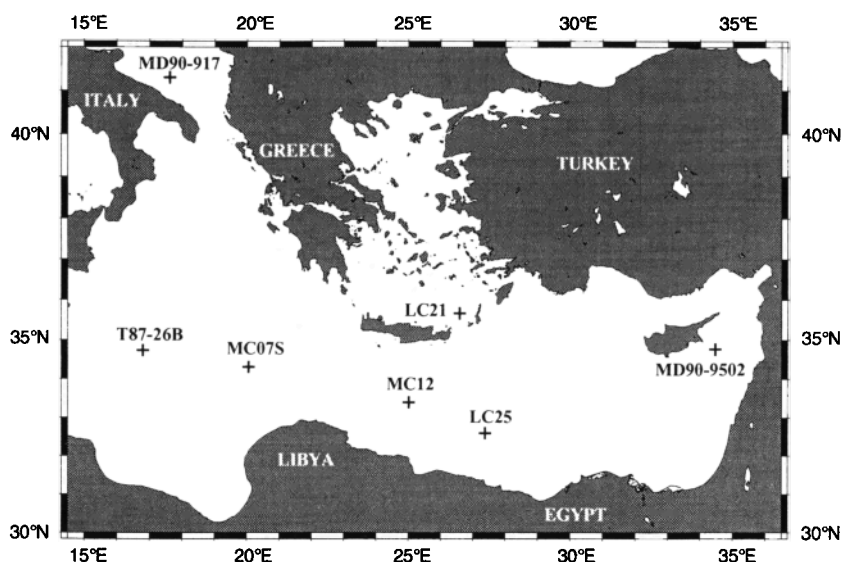 15°E 20°E 25°E 30°E 35°E
MD90-917
ITALY
40°N 40°N
GREECE
TURKEY
LC21
35°N 35°N
T87-26B
MC07S
MD90-9502
MC12
LC25
LIBYA
EGYPT
30°N 30°N
15°E 20°E 25°E 30°E 35°E